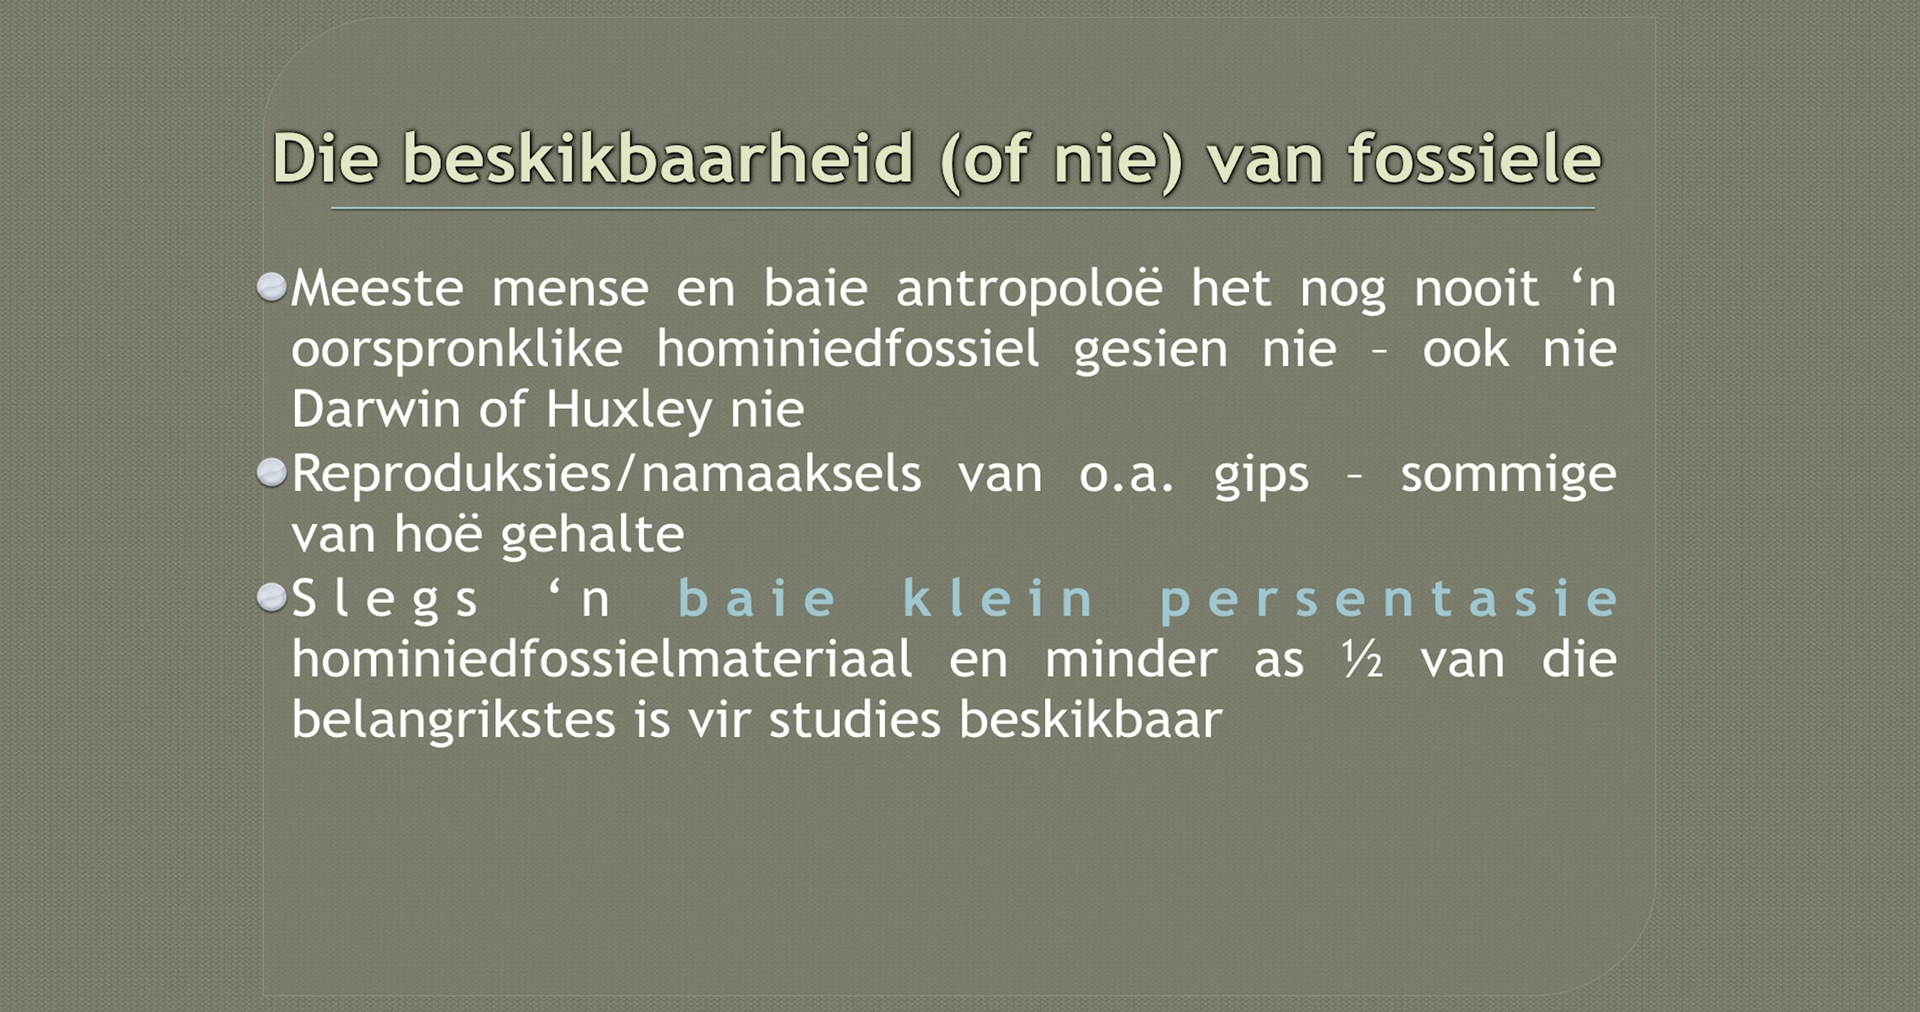 Die beskikbaarheid (of nie) van fossiele
Meeste mense en baie antropoloë het nog nooit ‘n
oorspronklike hominiedfossiel gesien nie – ook nie
Darwin of Huxley nie
Reproduksies/namaaksels van o.a. gips – sommige
van hoë gehalte
Slegs ‘n baie klein persentasie
hominiedfossielmateriaal en minder as ½ van die
belangrikstes is vir studies beskikbaar